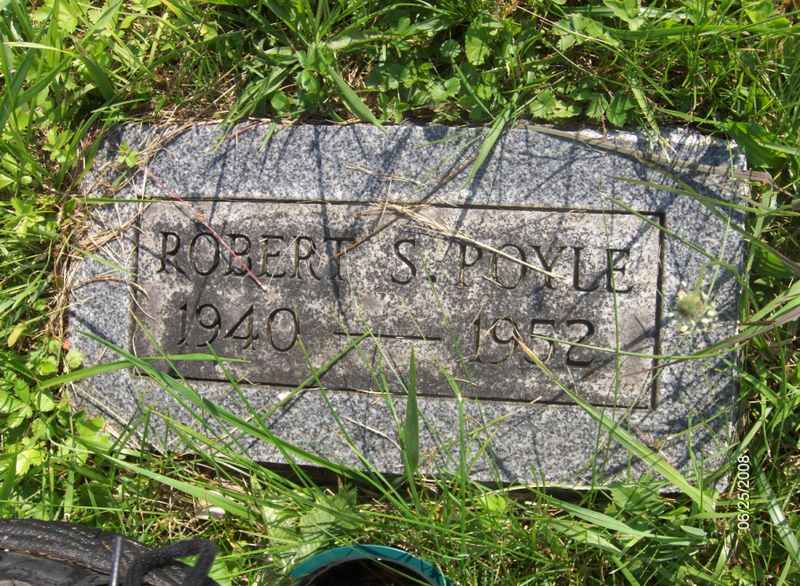 ROBERT S. POYLE
1940 — 1952
06/25/2008